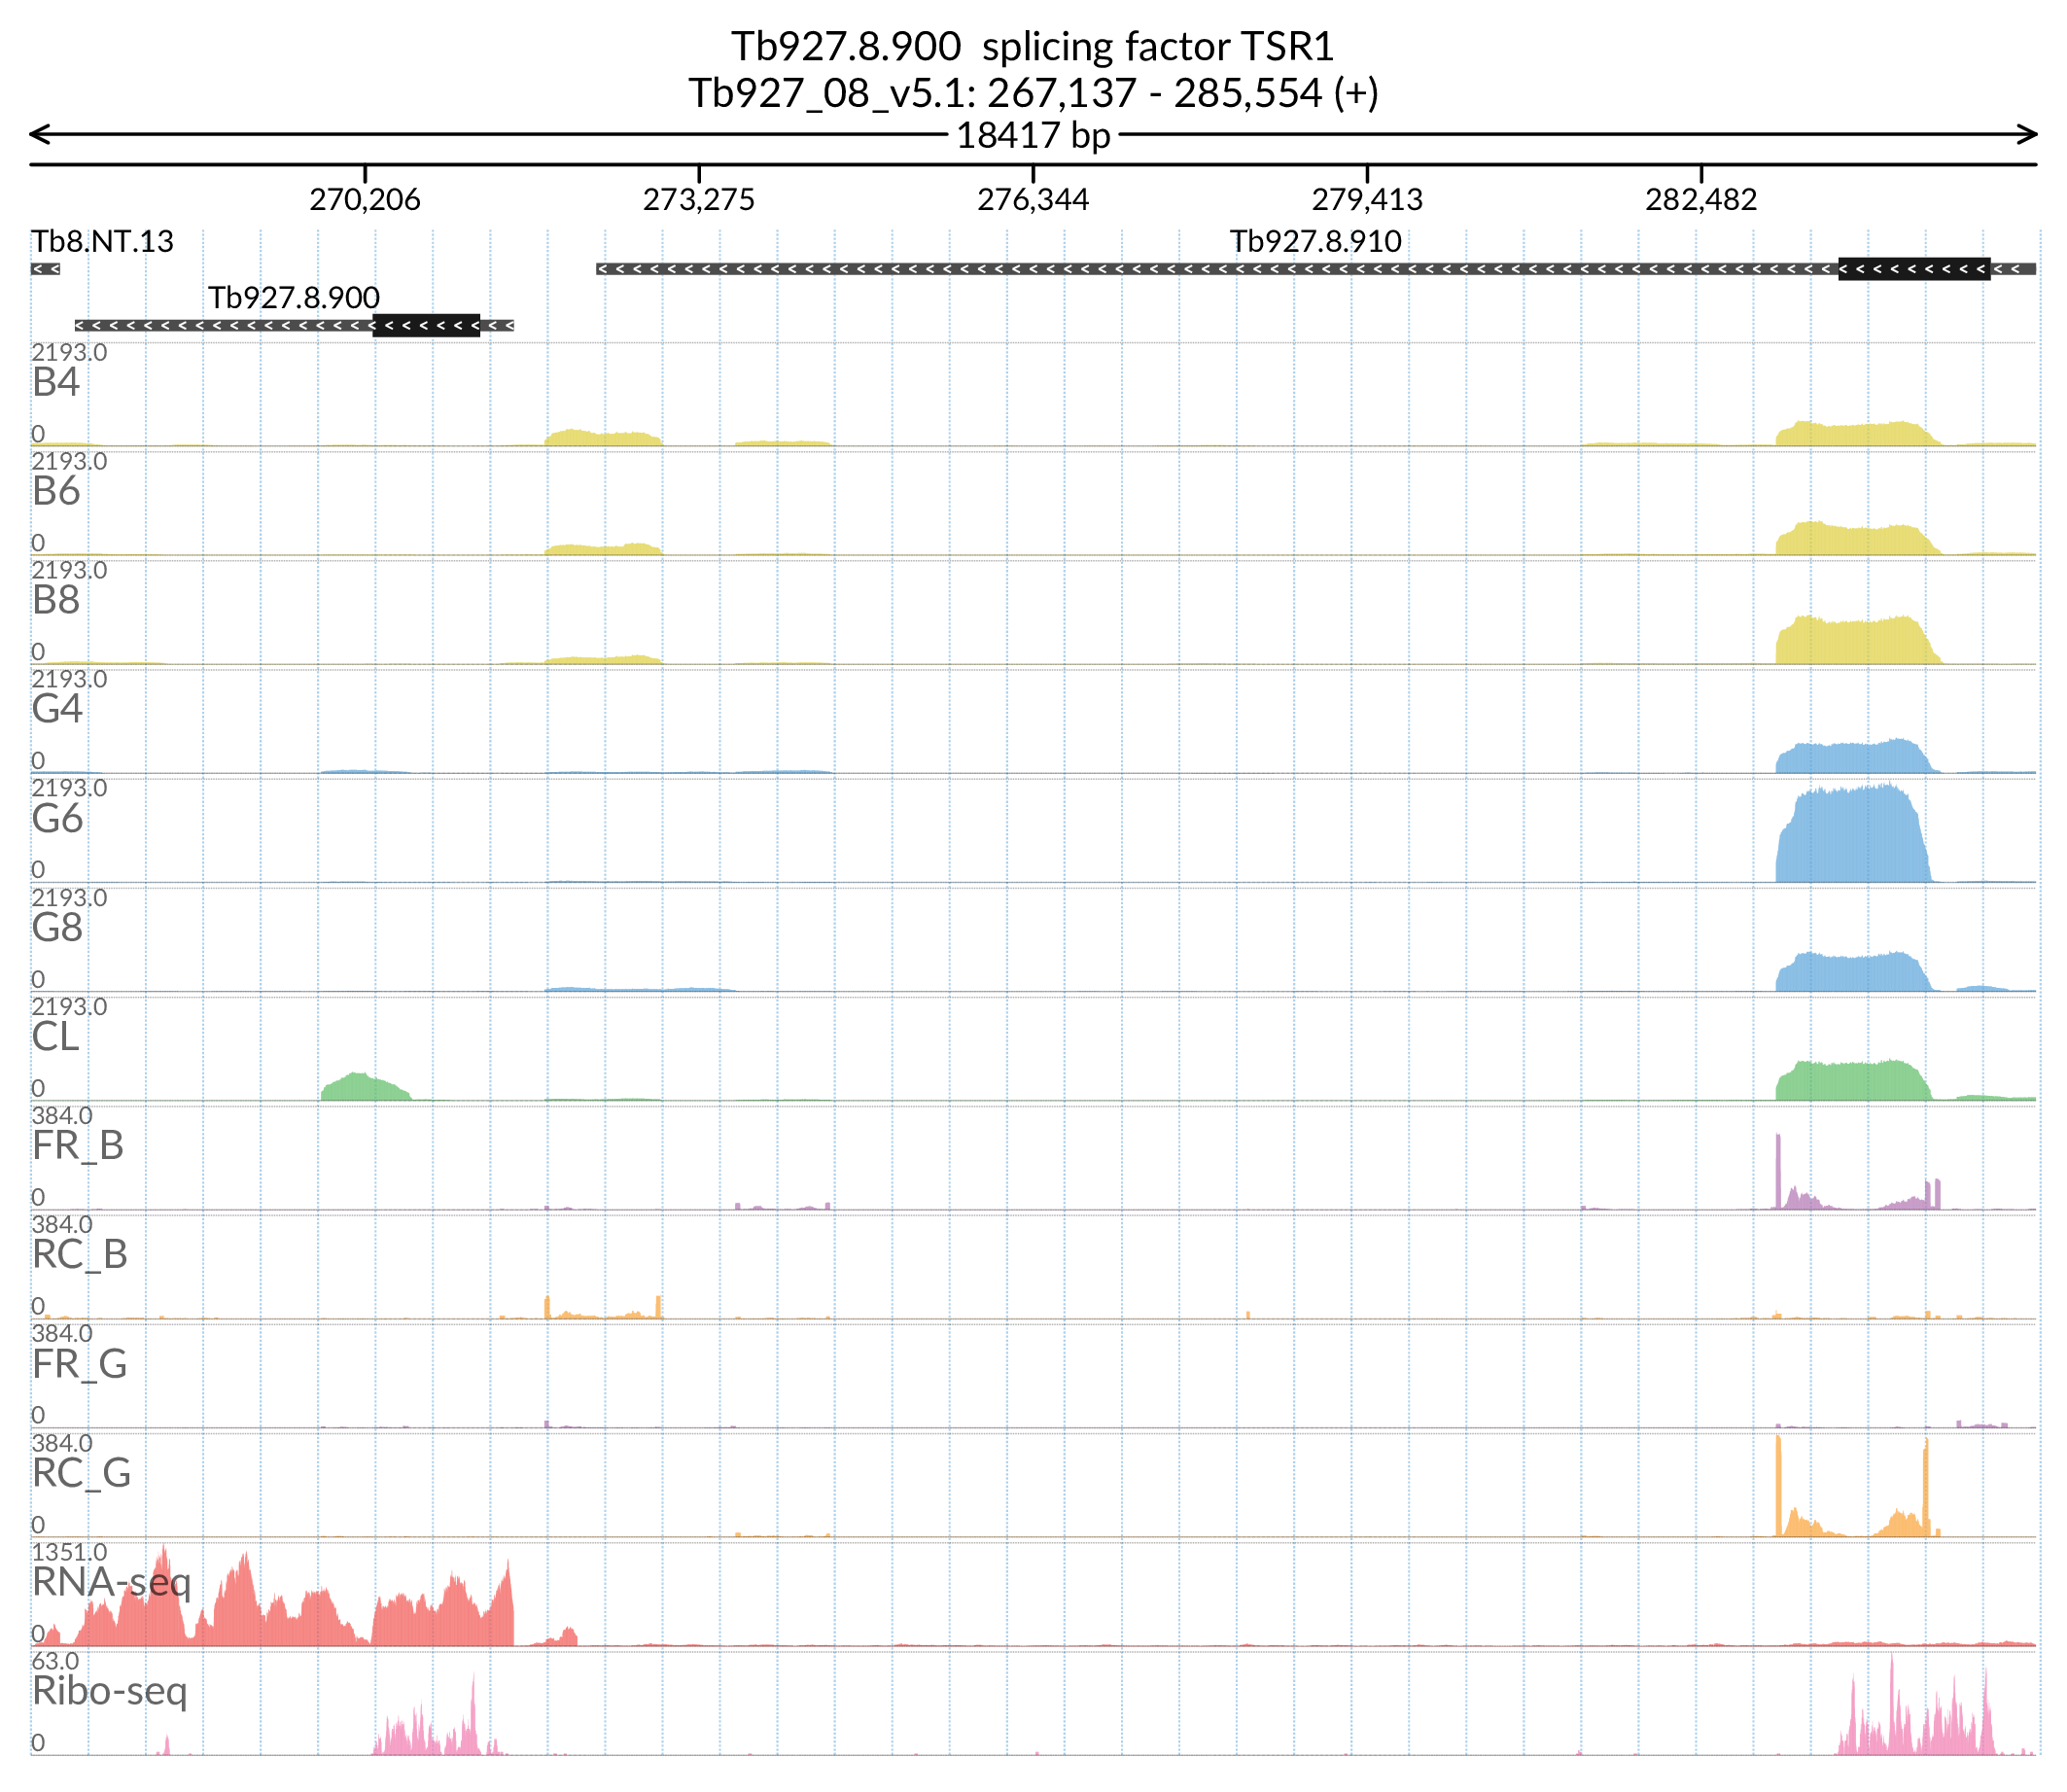 Tb927.8.900 splicing factor TSR1
Tb927_08_v5.1: 267,137 - 285,554 (+)
18417 bp
270,206 273,275 276,344 279,413 282,482
Tb8.NT.13 Tb927.8.910
Tb927.8.900
2193.0
B4
0
2193.0
B6
0
2193.0
B8
0
2193.0
G4
0
2193.0
G6
0
2193.0
G8
0
2193.0
CL
0
384.0
FR_B
0
384.0
RC_B
0
384.0
FR_G
0
384.0
RC_G
0
1351.0
RNA-seq
0
63.0
Ribo-seq
0